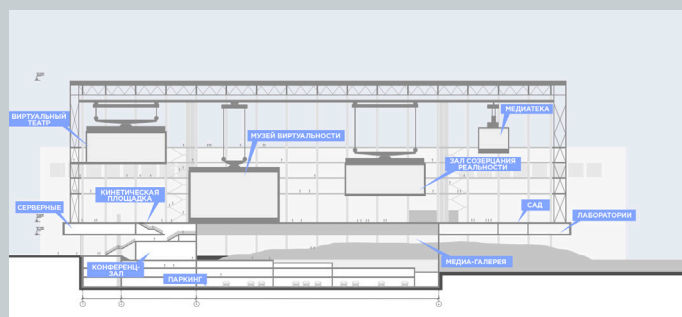 ВИРТУАЛЬНЫЙ
ТЕАТР
МЕДИАТЕКА
МУЗЕЙ ВИРТУАЛЬНОСТИ
ЗАЛ СОЗЕРЦАНИЯ
РЕАЛЬНОСТИ
КИНЕТИЧЕСКАЯ
ПЛОЩАДКА
СЕРВЕРНЫЕ
САД
ЛАБОРАТОРИИ
МЕДИА-ГАЛЕРЕЯ
КОНФЕРЕНЦ-
ЗАЛ
ПАРКИНГ